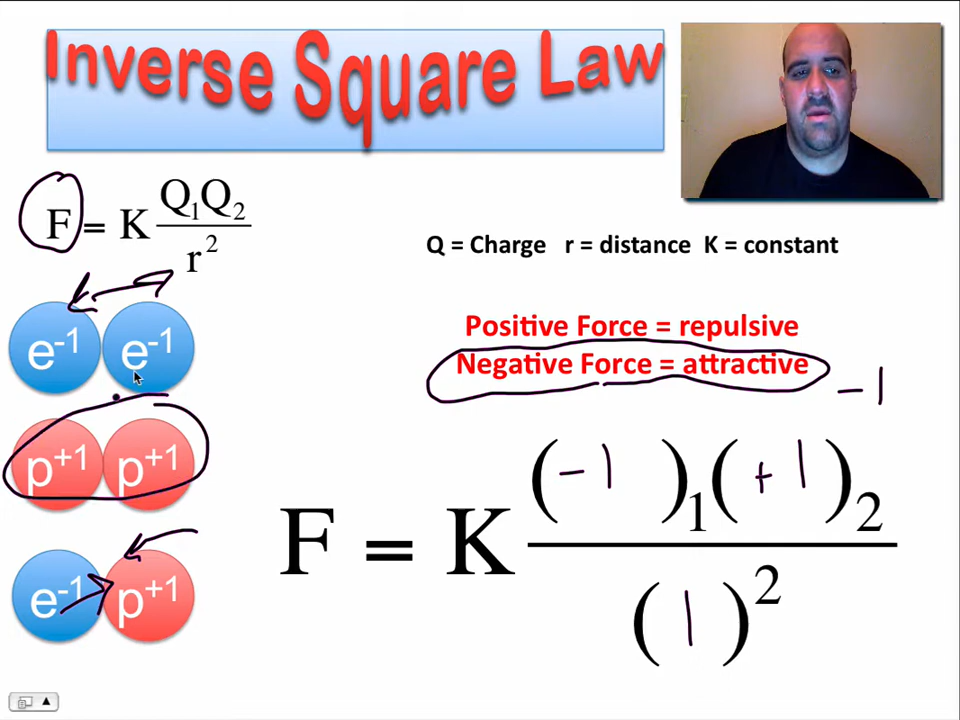 Inverse Square Law
F = K Q₁Q₂ / r²
Q = Charge r = distance K = constant
Positive Force = repulsive
Negative Force = attractive
-1
e⁻¹ e⁻¹
p⁺¹ p⁺¹
e⁻¹ p⁺¹
F = K (-1)₁(+1)₂ / (1)²